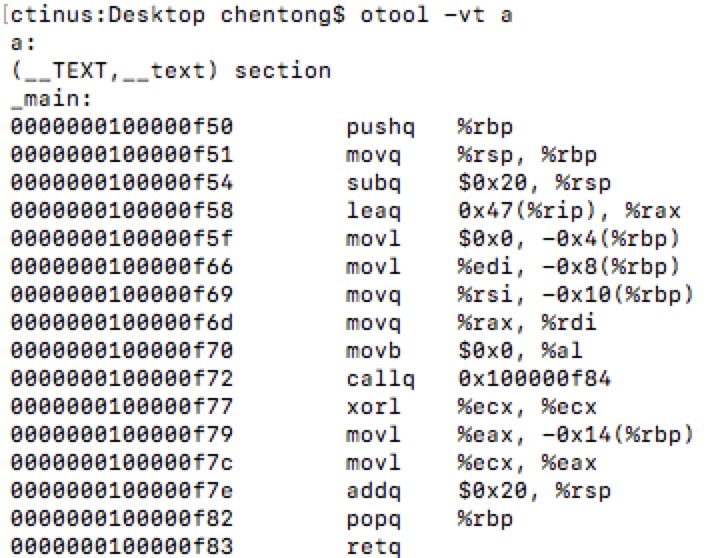 [ctinus:Desktop chentong$ otool -vt a
a:
(__TEXT,__text) section
_main:
0000000100000f50	pushq	%rbp
0000000100000f51	movq	%rsp, %rbp
0000000100000f54	subq	$0x20, %rsp
0000000100000f58	leaq	0x47(%rip), %rax
0000000100000f5f	movl	$0x0, -0x4(%rbp)
0000000100000f66	movl	%edi, -0x8(%rbp)
0000000100000f69	movq	%rsi, -0x10(%rbp)
0000000100000f6d	movq	%rax, %rdi
0000000100000f70	movb	$0x0, %al
0000000100000f72	callq	0x100000f84
0000000100000f77	xorl	%ecx, %ecx
0000000100000f79	movl	%eax, -0x14(%rbp)
0000000100000f7c	movl	%ecx, %eax
0000000100000f7e	addq	$0x20, %rsp
0000000100000f82	popq	%rbp
0000000100000f83	retq